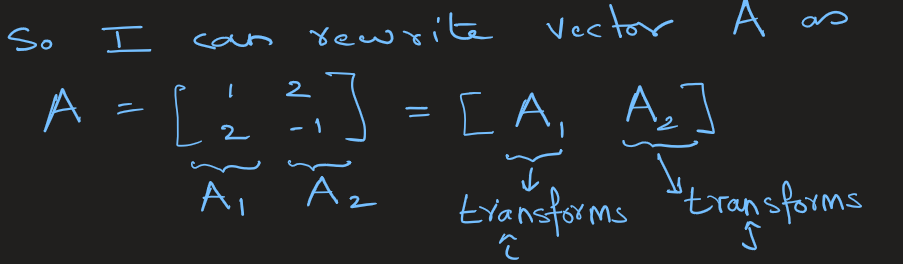 So I can rewrite vector A as
A = [ 1 2 ] = [ A₁ A₂ ]
2 -1
A₁ A₂
transforms transforms
î ĵ